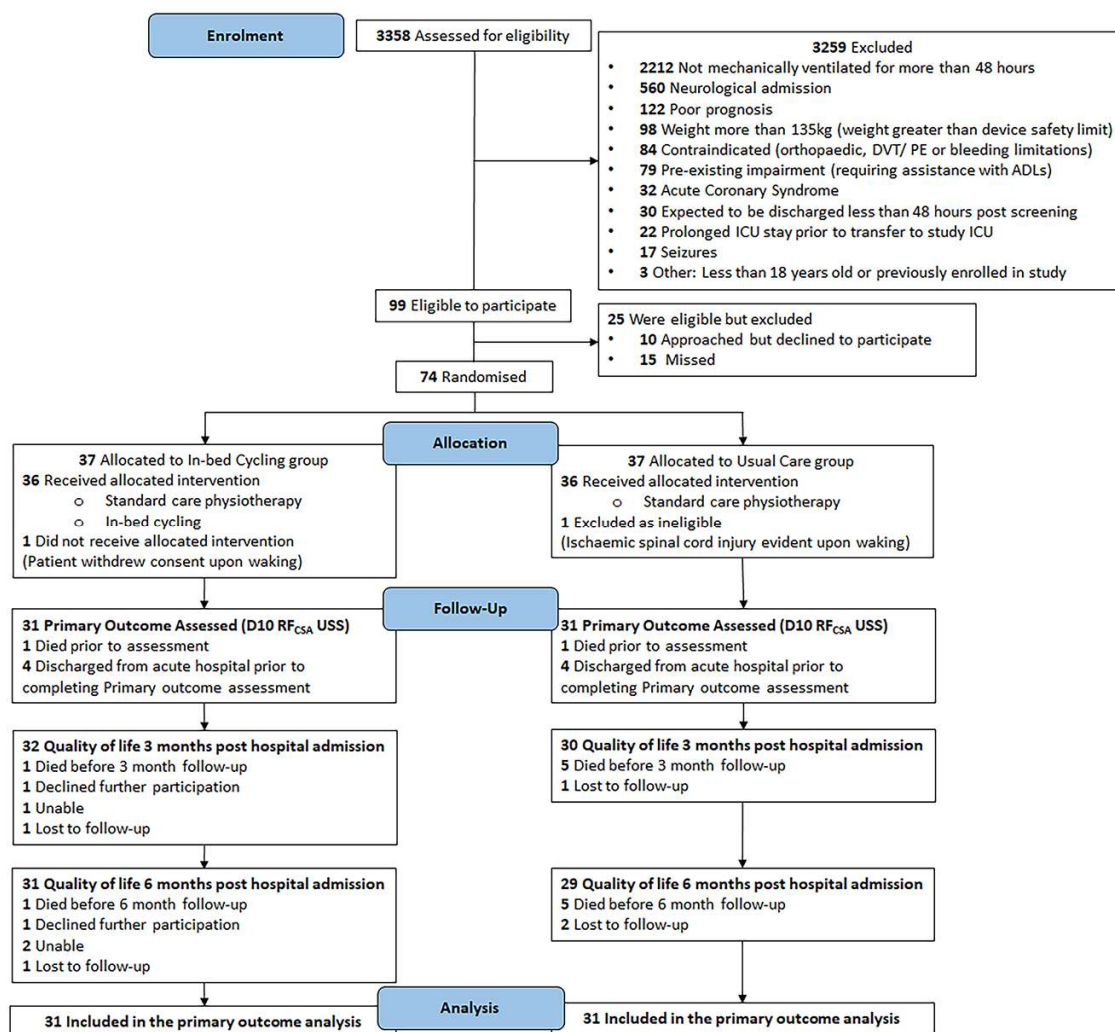 Enrolment
3358 Assessed for eligibility
3259 Excluded
• 2212 Not mechanically ventilated for more than 48 hours
• 560 Neurological admission
• 122 Poor prognosis
• 98 Weight more than 135kg (weight greater than device safety limit)
• 84 Contraindicated (orthopaedic, DVT/ PE or bleeding limitations)
• 79 Pre-existing impairment (requiring assistance with ADLs)
• 32 Acute Coronary Syndrome
• 30 Expected to be discharged less than 48 hours post screening
• 22 Prolonged ICU stay prior to transfer to study ICU
• 17 Seizures
• 3 Other: Less than 18 years old or previously enrolled in study
99 Eligible to participate
25 Were eligible but excluded
• 10 Approached but declined to participate
• 15 Missed
74 Randomised
Allocation
37 Allocated to In-bed Cycling group
36 Received allocated intervention
o Standard care physiotherapy
o In-bed cycling
1 Did not receive allocated intervention
(Patient withdrew consent upon waking)
37 Allocated to Usual Care group
36 Received allocated intervention
o Standard care physiotherapy
1 Excluded as ineligible
(Ischaemic spinal cord injury evident upon waking)
Follow-Up
31 Primary Outcome Assessed (D10 RFCSA USS)
1 Died prior to assessment
4 Discharged from acute hospital prior to
completing Primary outcome assessment
31 Primary Outcome Assessed (D10 RFCSA USS)
1 Died prior to assessment
4 Discharged from acute hospital prior to
completing Primary outcome assessment
32 Quality of life 3 months post hospital admission
1 Died before 3 month follow-up
1 Declined further participation
1 Unable
1 Lost to follow-up
30 Quality of life 3 months post hospital admission
5 Died before 3 month follow-up
1 Lost to follow-up
31 Quality of life 6 months post hospital admission
1 Died before 6 month follow-up
1 Declined further participation
2 Unable
1 Lost to follow-up
29 Quality of life 6 months post hospital admission
5 Died before 6 month follow-up
2 Lost to follow-up
Analysis
31 Included in the primary outcome analysis
31 Included in the primary outcome analysis